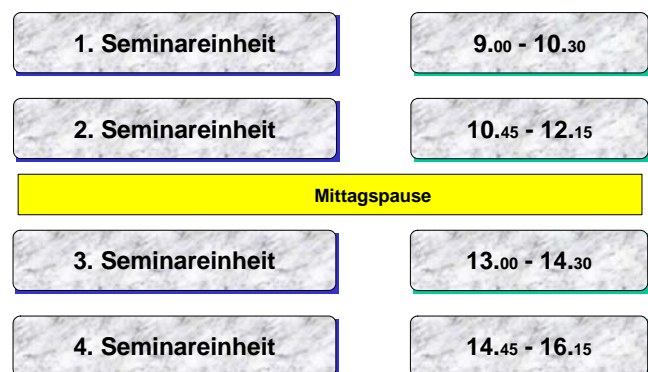 1. Seminareinheit 9.00 - 10.30
2. Seminareinheit 10.45 - 12.15
Mittagspause
3. Seminareinheit 13.00 - 14.30
4. Seminareinheit 14.45 - 16.15